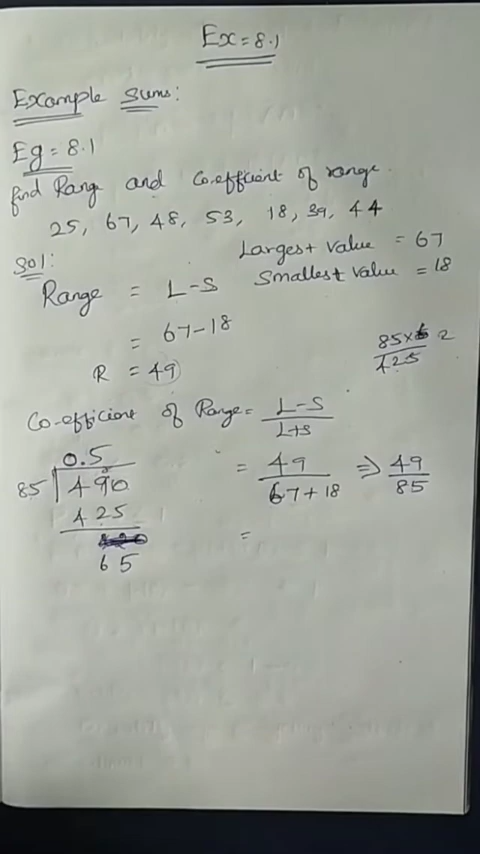 Ex = 8.1
Example Sums:
Eg = 8.1
find Range and Co.efficient of range
25, 67, 48, 53, 18, 39, 44
Sol:
Largest value = 67
Smallest value = 18
Range = L-S
= 67-18
R = 49
85×
425
2
Co-efficient of Range = L-S
L+S
0.5
85 490
425
65
= 49
67+18
⇒ 49
85
=